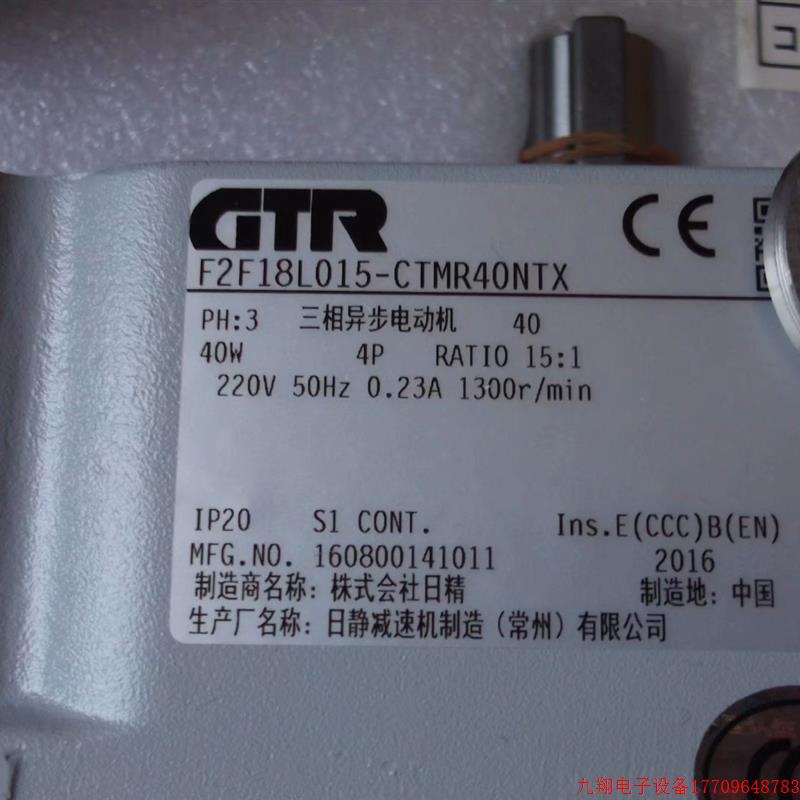 コ
GTR
CE
F2F18L015-CTMR40NTX
PH:3 三相异步电动机 40
40W 4P RATIO 15:1
220V 50Hz 0.23A 1300r/min
IP20 S1 CONT. Ins.E(CCC)B(EN)
MFG.NO. 160800141011 2016
制造商名称: 株式会社日精 制造地: 中国
生产厂名称: 日静减速机制造(常州)有限公司
九翔电子设备17709648783